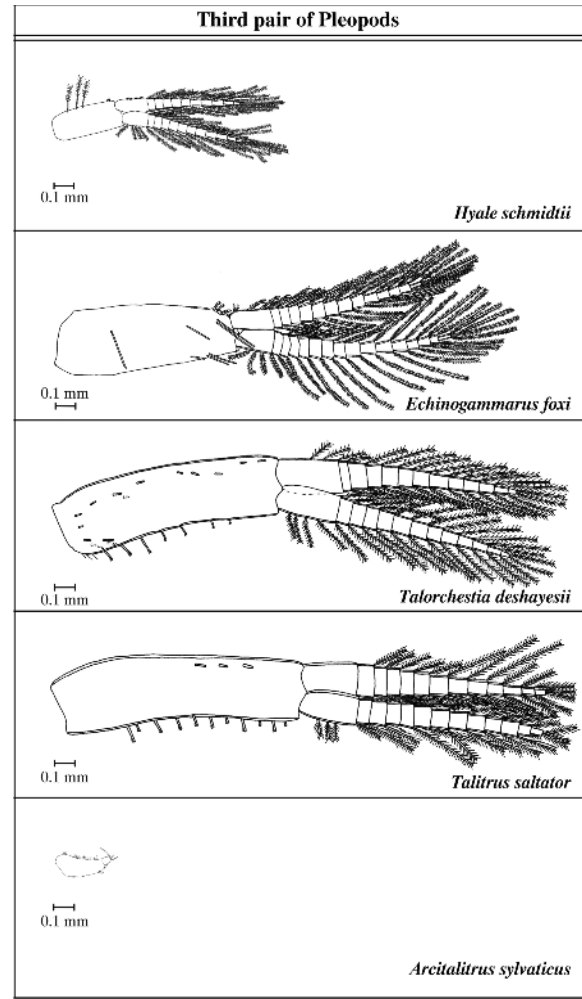 Third pair of Pleopods
0.1 mm
Hyale schmidtii
0.1 mm
Echinogammarus foxi
0.1 mm
Talorchestia deshayesii
0.1 mm
Talitrus saltator
0.1 mm
Arcitalitrus sylvaticus